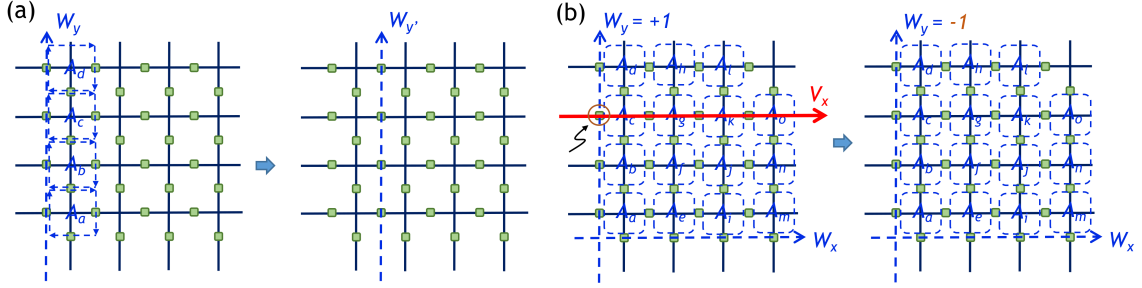 (a)
W_y
W_y'
A_d
A_c
A_b
A_a
(b)
W_y = +1
W_y = -1
V_x
A_d A_h A_l
A_c A_g A_k A_o
A_b A_f A_j A_n
A_a A_e A_i A_m
W_x
A_d A_h A_l
A_c A_g A_k A_o
A_b A_f A_j A_n
A_a A_e A_i A_m
W_x